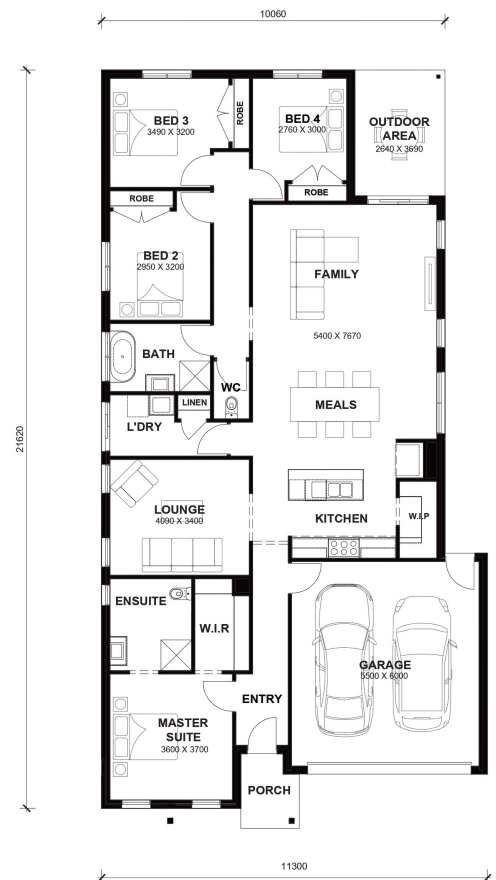 10060
BED 3
3490 X 3200
ROBE
BED 4
2760 X 3000
OUTDOOR
AREA
2640 X 3690
ROBE
ROBE
BED 2
2950 X 3200
FAMILY
5400 X 7670
BATH
WC
LINEN
MEALS
L'DRY
21620
LOUNGE
4090 X 3400
KITCHEN
W.I.P
ENSUITE
W.I.R
GARAGE
5500 X 6000
ENTRY
MASTER
SUITE
3600 X 3700
PORCH
11300